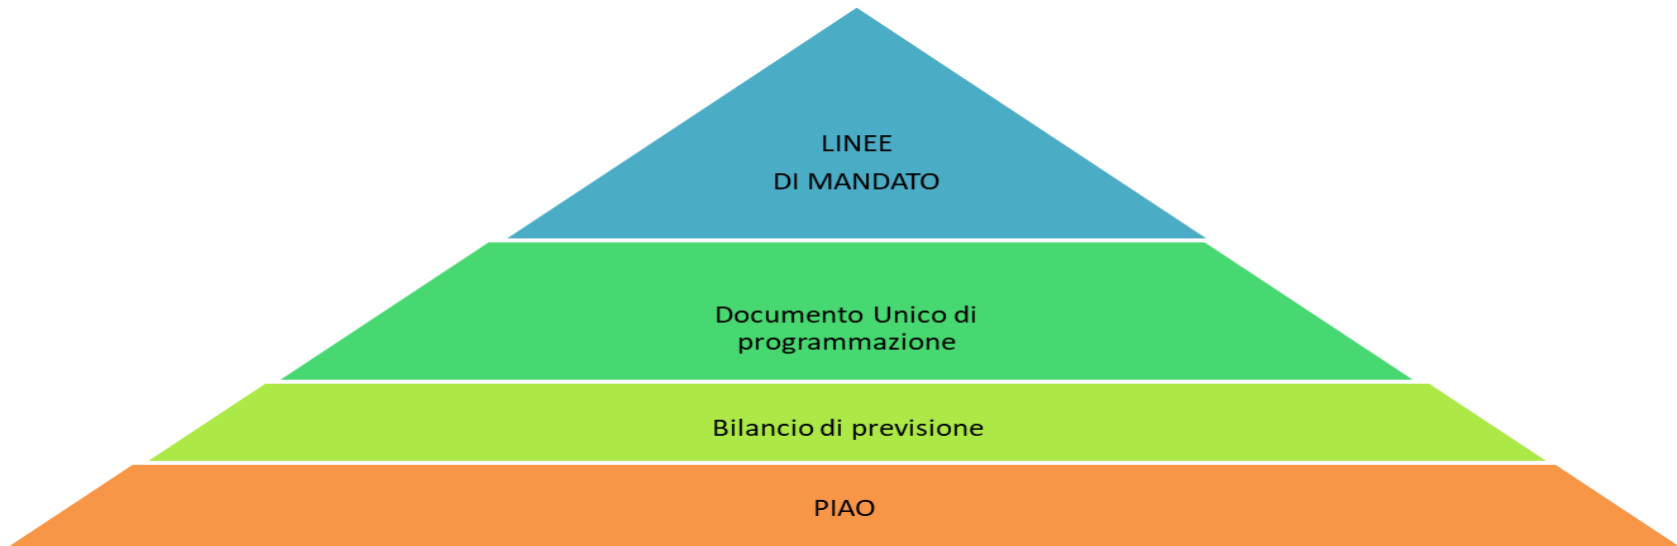 LINEE
DI MANDATO
Documento Unico di
programmazione
Bilancio di previsione
PIAO